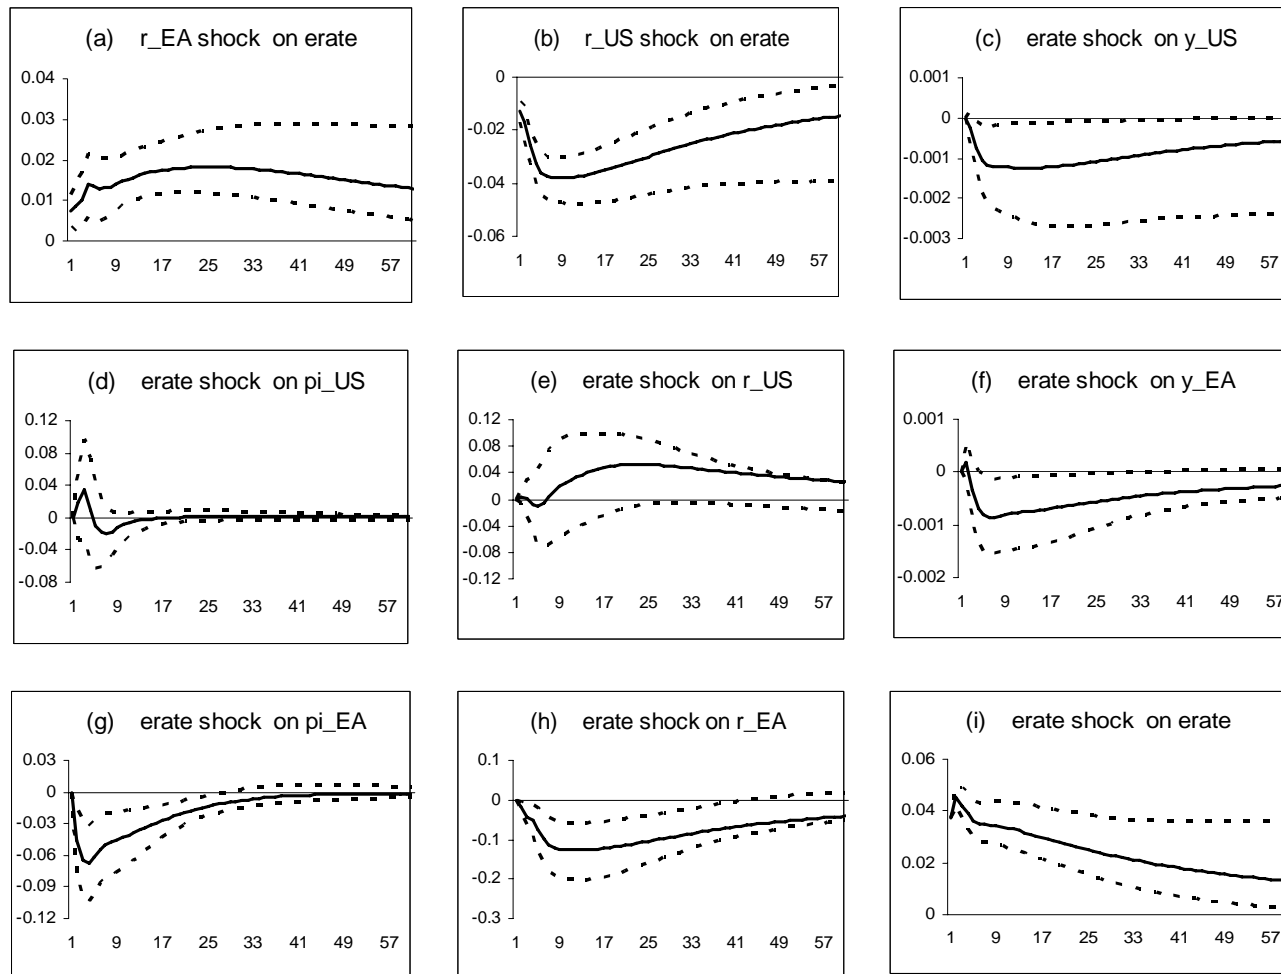 (a) r_EA shock on erate
0.04
0.03
0.02
0.01
0
1 9 17 25 33 41 49 57
(b) r_US shock on erate
0
-0.02
-0.04
-0.06
1 9 17 25 33 41 49 57
(c) erate shock on y_US
0.001
0
-0.001
-0.002
-0.003
1 9 17 25 33 41 49 57
(d) erate shock on pi_US
0.12
0.08
0.04
0
-0.04
-0.08
1 9 17 25 33 41 49 57
(e) erate shock on r_US
0.12
0.08
0.04
0
-0.04
-0.08
-0.12
1 9 17 25 33 41 49 57
(f) erate shock on y_EA
0.001
0
-0.001
-0.002
1 9 17 25 33 41 49 57
(g) erate shock on pi_EA
0.03
0
-0.03
-0.06
-0.09
-0.12
1 9 17 25 33 41 49 57
(h) erate shock on r_EA
0.1
0
-0.1
-0.2
-0.3
1 9 17 25 33 41 49 57
(i) erate shock on erate
0.06
0.04
0.02
0
1 9 17 25 33 41 49 57